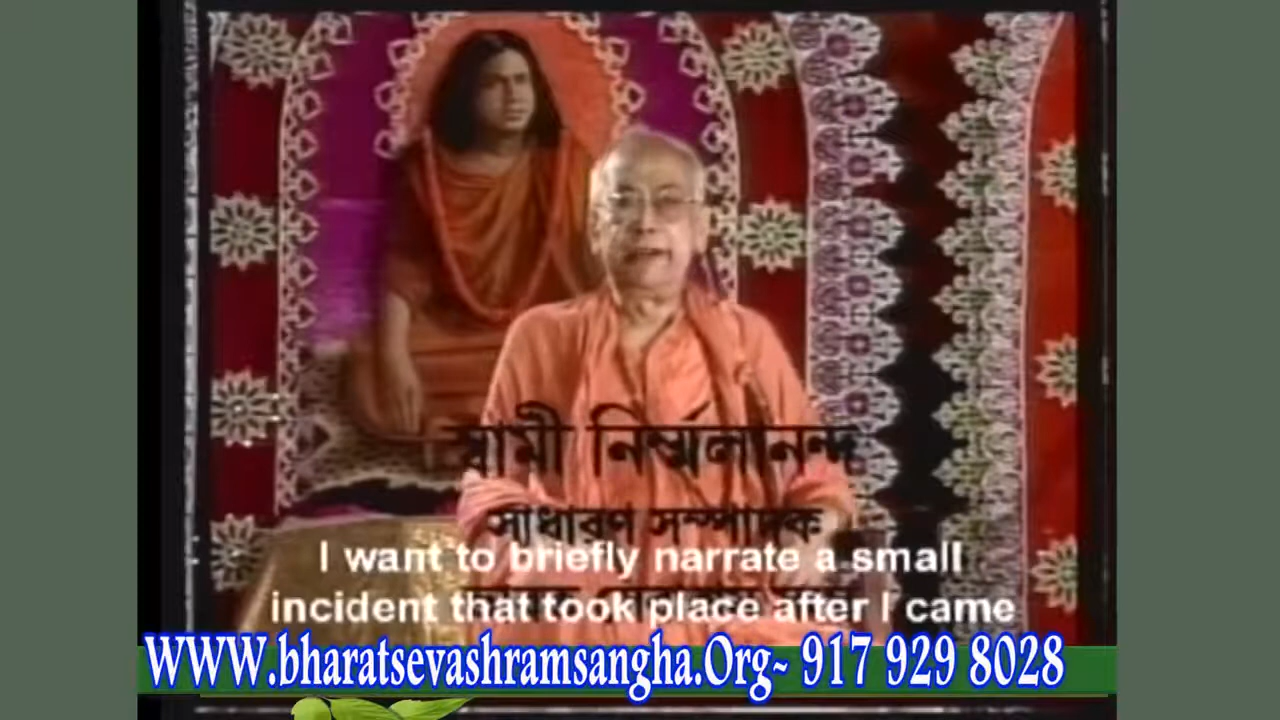 স্বামী নির্ম্মলানন্দ
সাধারণ সম্পাদক
I want to briefly narrate a small
incident that took place after I came
WWW.bharatsevashramsangha.Org- 917 929 8028